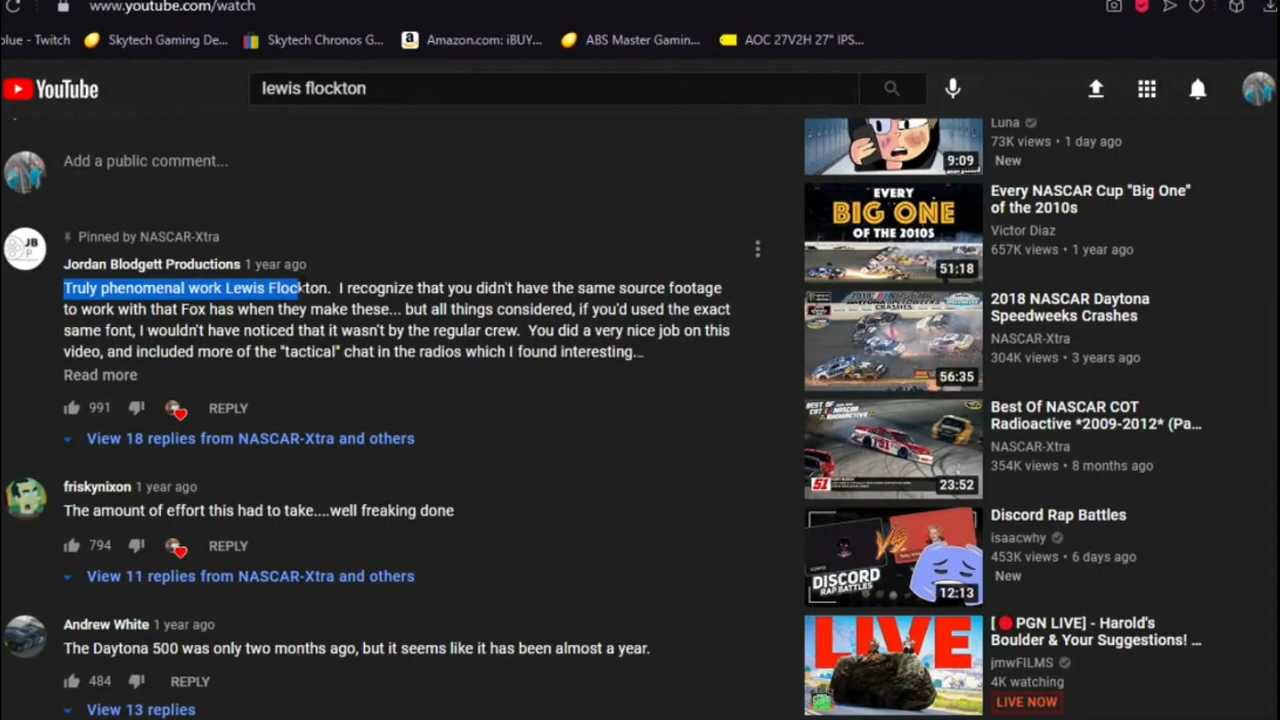 www.youtube.com/watch
olue - Twitch
Skytech Gaming De...
Skytech Chronos G...
Amazon.com: iBUY...
ABS Master Gamin...
AOC 27V2H 27" IPS...
YouTube
lewis flockton
Add a public comment...
Pinned by NASCAR-Xtra
JB
P
Jordan Blodgett Productions 1 year ago
Truly phenomenal work Lewis Flockton. I recognize that you didn't have the same source footage
to work with that Fox has when they make these... but all things considered, if you'd used the exact
same font, I wouldn't have noticed that it wasn't by the regular crew. You did a very nice job on this
video, and included more of the "tactical" chat in the radios which I found interesting...
Read more
991 REPLY
View 18 replies from NASCAR-Xtra and others
friskynixon 1 year ago
The amount of effort this had to take....well freaking done
794 REPLY
View 11 replies from NASCAR-Xtra and others
Andrew White 1 year ago
The Daytona 500 was only two months ago, but it seems like it has been almost a year.
484 REPLY
View 13 replies
9:09
Luna
73K views • 1 day ago
New
EVERY
BIG ONE
OF THE 2010S
51:18
Every NASCAR Cup "Big One"
of the 2010s
Victor Diaz
657K views • 1 year ago
56:35
2018 NASCAR Daytona
Speedweeks Crashes
NASCAR-Xtra
304K views • 3 years ago
BEST OF
RADIOACTIVE
51
23:52
Best Of NASCAR COT
Radioactive *2009-2012* (Pa...
NASCAR-Xtra
354K views • 8 months ago
VS
DISCORD
RAP BATTLES
12:13
Discord Rap Battles
isaacwhy
453K views • 6 days ago
New
LIVE
[🔴PGN LIVE] - Harold's
Boulder & Your Suggestions! ...
jmwFILMS
4K watching
LIVE NOW